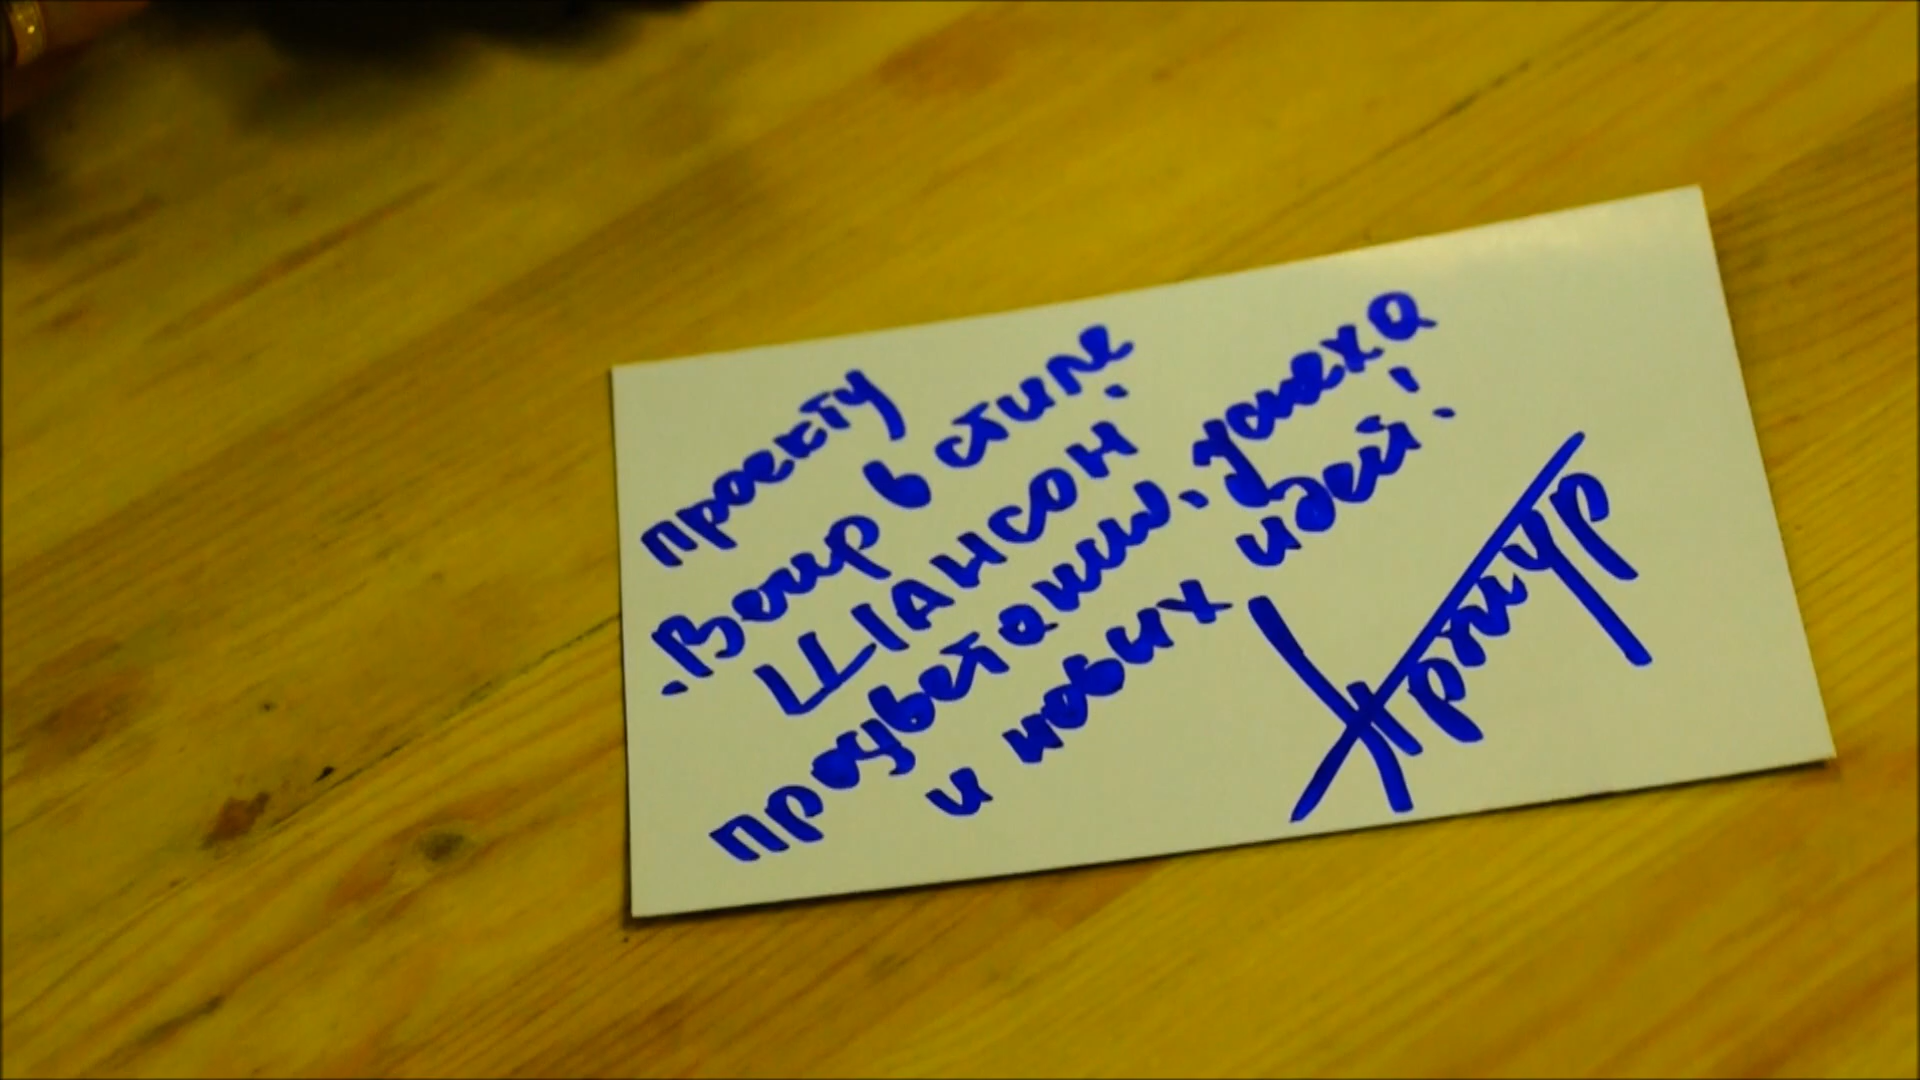 проекту
"Вечер в стиле
ШАНСОН"
процветания, успеха
и новых идей!